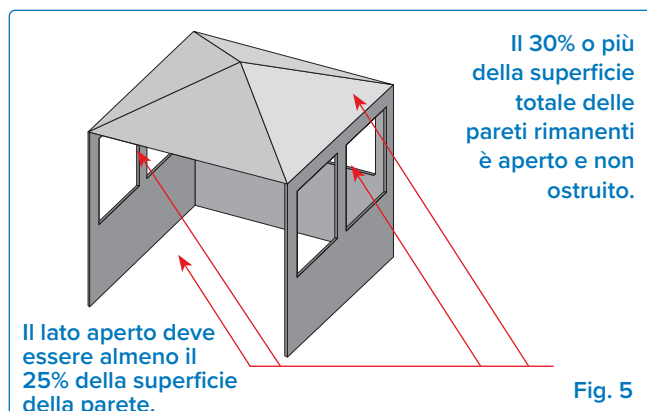 Il 30% o più
della superficie
totale delle
pareti rimanenti
è aperto e non
ostruito.
Il lato aperto deve
essere almeno il
25% della superficie
della parete.
Fig. 5